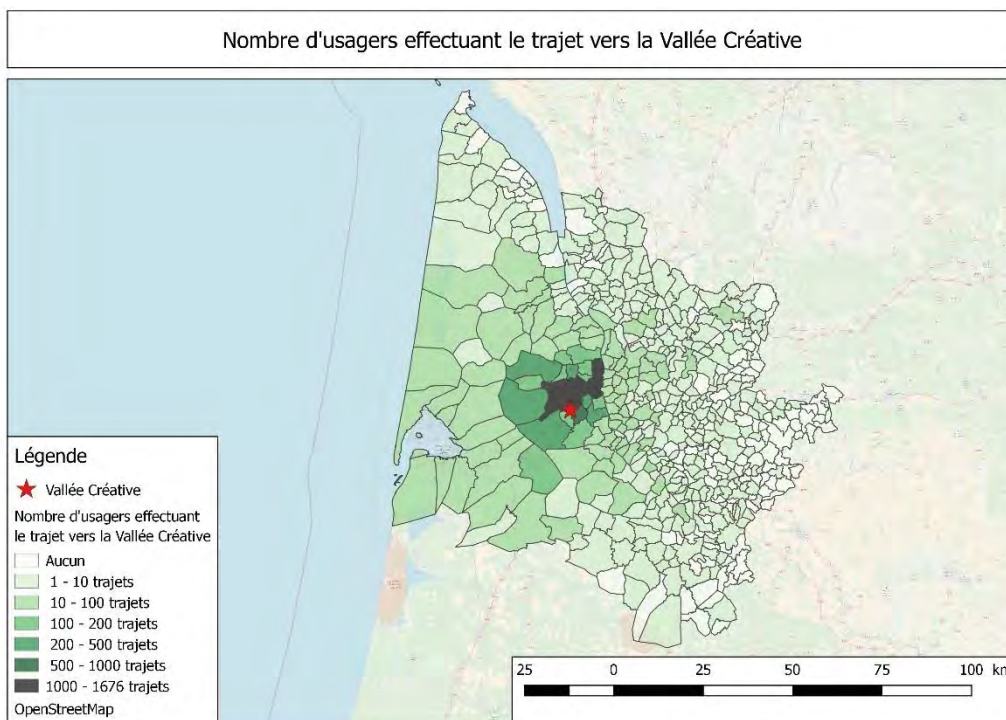 Nombre d'usagers effectuant le trajet vers la Vallée Créative
Légende
Vallée Créative
Nombre d'usagers effectuant
le trajet vers la Vallée Créative
Aucun
1 - 10 trajets
10 - 100 trajets
100 - 200 trajets
200 - 500 trajets
500 - 1000 trajets
1000 - 1676 trajets
OpenStreetMap
25 0 25 50 75 100 km